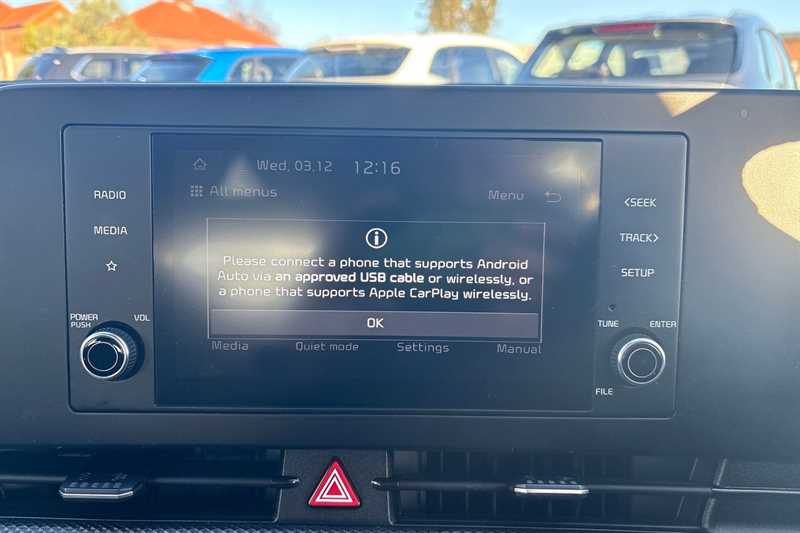 Wed, 03.12 12:16
All menus Menu
RADIO
MEDIA
POWER
PUSH
VOL
Please connect a phone that supports Android
Auto via an approved USB cable or wirelessly, or
a phone that supports Apple CarPlay wirelessly.
OK
Media Quiet mode Settings Manual
<SEEK
TRACK>
SETUP
TUNE ENTER
FILE